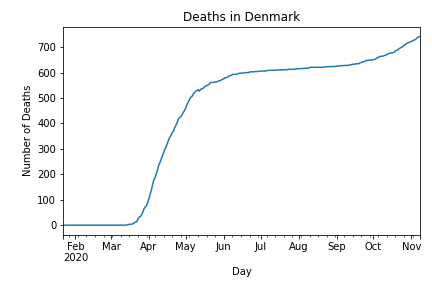 Deaths in Denmark
Number of Deaths
700
600
500
400
300
200
100
0
Feb Mar Apr May Jun Jul Aug Sep Oct Nov
2020
Day